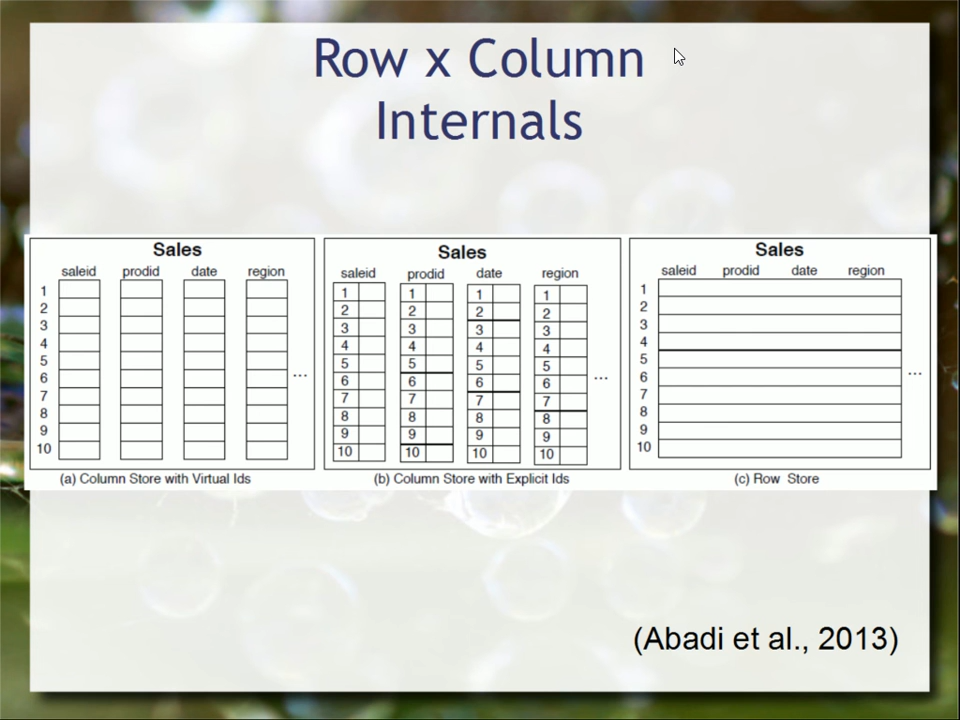 Row x Column
Internals
Sales
saleid prodid date region
1
2
3
4
5
6
7
8
9
10
...
(a) Column Store with Virtual Ids
Sales
saleid prodid date region
1 1 1 1
2 2 2 2
3 3 3 3
4 4 4 4
5 5 5 5
6 6 6 6
7 7 7 7
8 8 8 8
9 9 9 9
10 10 10 10
...
(b) Column Store with Explicit Ids
Sales
saleid prodid date region
1
2
3
4
5
6
7
8
9
10
...
(c) Row Store
(Abadi et al., 2013)